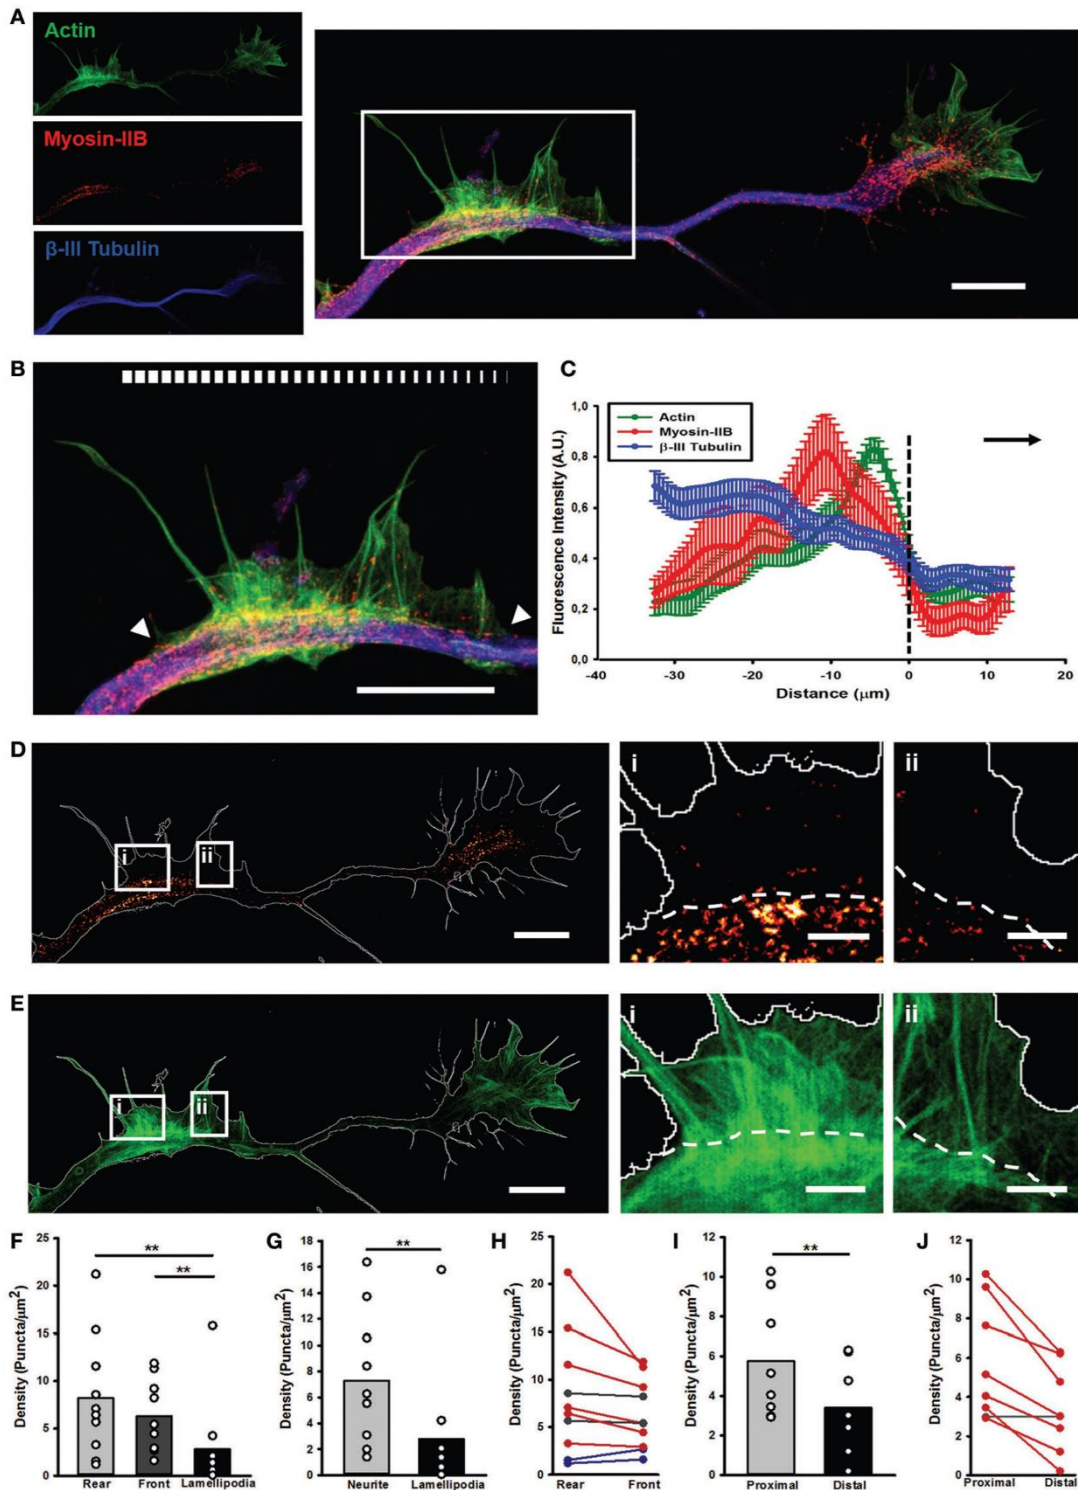 A
Actin
Myosin-IIB
β-III Tubulin
B
C
Actin
Myosin-IIB
β-III Tubulin
Fluorescence Intensity (A.U.)
1,0
0,8
0,6
0,4
0,2
0,0
-40 -30 -20 -10 0 10 20
Distance (μm)
D
i
ii
i
ii
E
i
ii
i
ii
F
Density (Puncta/μm²)
25
20
15
10
5
0
**
**
Rear Front Lamellipodia
G
Density (Puncta/μm²)
18
16
14
12
10
8
6
4
2
0
**
Neurite Lamellipodia
H
Density (Puncta/μm²)
25
20
15
10
5
0
Rear Front
I
Density (Puncta/μm²)
12
10
8
6
4
2
0
**
Proximal Distal
J
Density (Puncta/μm²)
12
10
8
6
4
2
0
Proximal Distal